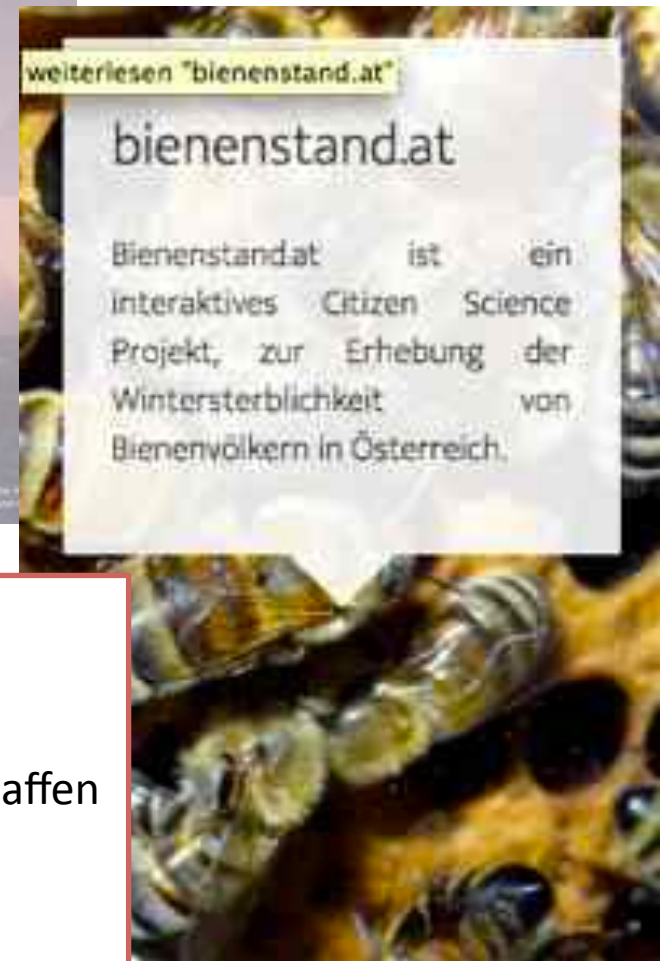 weiterlesen "bienenstand.at"
bienenstand.at
Bienenstand.at ist ein
interaktives Citizen Science
Projekt, zur Erhebung der
Wintersterblichkeit von
Bienenvölkern in Österreich.
affen